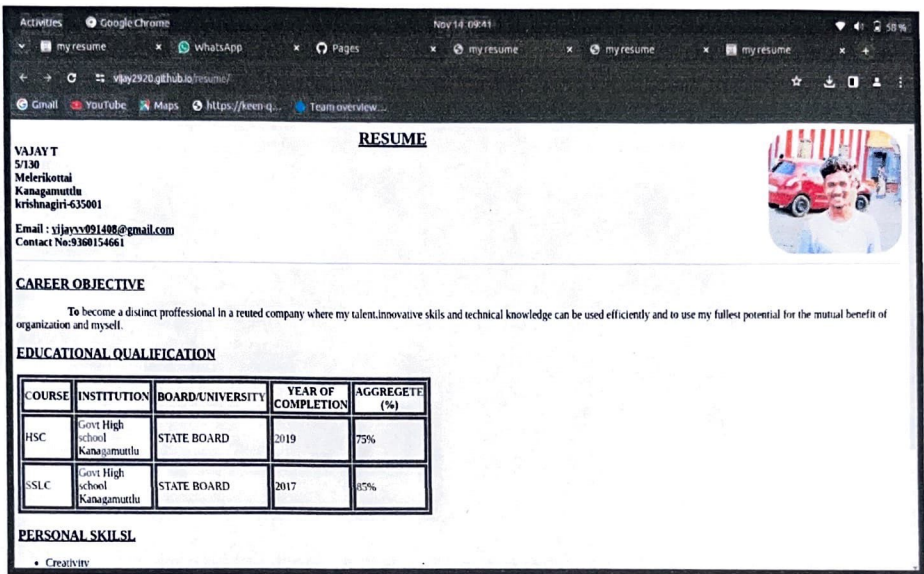 Activities Google Chrome Nov 14 09:41 58 %
my resume × WhatsApp × Pages × my resume × my resume × my resume × +
vijay2920.github.io/resume/
Gmail YouTube Maps https://keen-q... Team overview...
RESUME
VAJAY T
5/130
Melerikottai
Kanagamuttlu
krishnagiri-635001
Email : vijayvv091408@gmail.com
Contact No:9360154661
CAREER OBJECTIVE
To become a distinct proffessional in a reuted company where my talent.innovative skils and technical knowledge can be used efficiently and to use my fullest potential for the mutual benefit of
organization and myself.
EDUCATIONAL QUALIFICATION
COURSE INSTITUTION BOARD/UNIVERSITY YEAR OF COMPLETION AGGREGETE (%)
HSC Govt High school Kanagamuttlu STATE BOARD 2019 75%
SSLC Govt High school Kanagamuttlu STATE BOARD 2017 85%
PERSONAL SKILSL
• Creativity